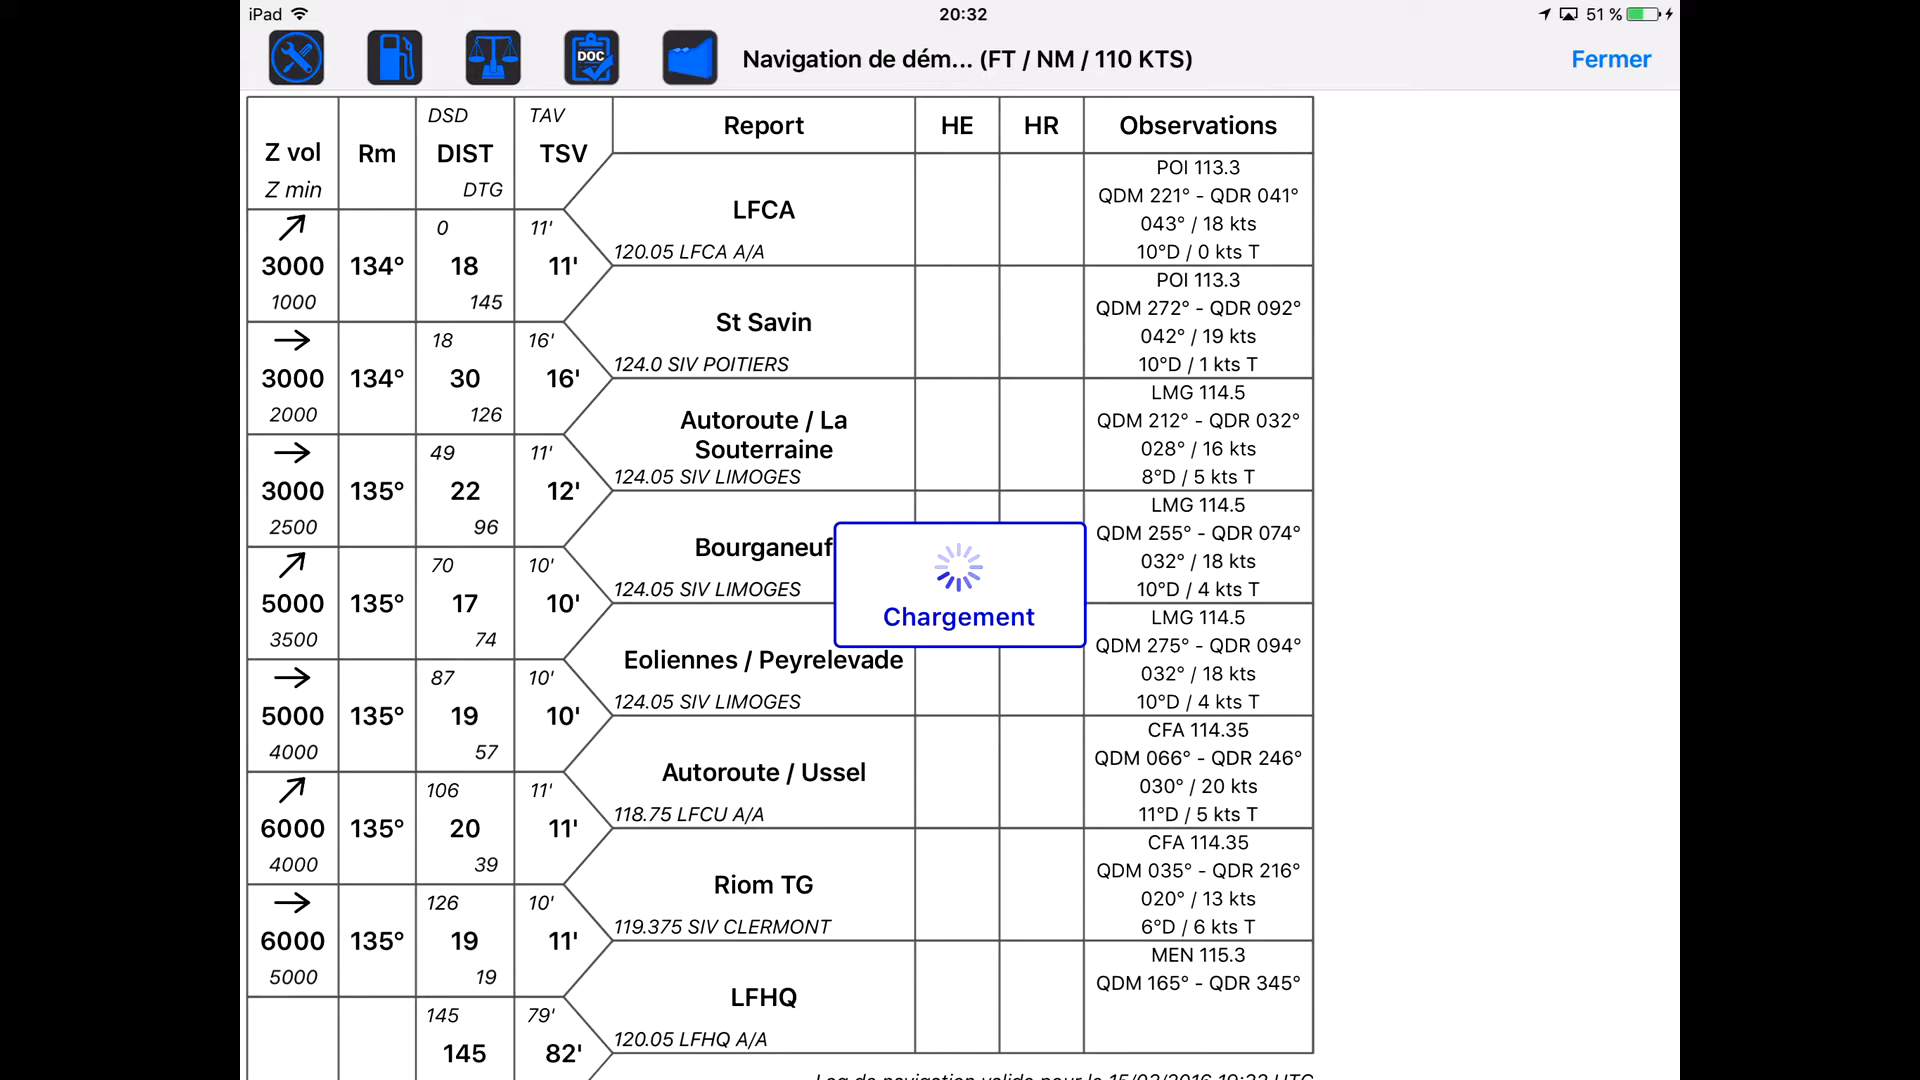 iPad
20:32
51 %
DOC
Navigation de dém... (FT / NM / 110 KTS)
Fermer
Z vol
Z min
Rm
DSD
DIST
DTG
TAV
TSV
Report
HE
HR
Observations
LFCA
120.05 LFCA A/A
POI 113.3
QDM 221° - QDR 041°
043° / 18 kts
10°D / 0 kts T
3000
1000
134°
0
18
145
11'
11'
St Savin
124.0 SIV POITIERS
POI 113.3
QDM 272° - QDR 092°
042° / 19 kts
10°D / 1 kts T
3000
2000
134°
18
30
126
16'
16'
Autoroute / La
Souterraine
124.05 SIV LIMOGES
LMG 114.5
QDM 212° - QDR 032°
028° / 16 kts
8°D / 5 kts T
3000
2500
135°
49
22
96
11'
12'
Bourganeuf
124.05 SIV LIMOGES
LMG 114.5
QDM 255° - QDR 074°
032° / 18 kts
10°D / 4 kts T
Chargement
5000
3500
135°
70
17
74
10'
10'
Eoliennes / Peyrelevade
124.05 SIV LIMOGES
LMG 114.5
QDM 275° - QDR 094°
032° / 18 kts
10°D / 4 kts T
5000
4000
135°
87
19
57
10'
10'
Autoroute / Ussel
118.75 LFCU A/A
CFA 114.35
QDM 066° - QDR 246°
030° / 20 kts
11°D / 5 kts T
6000
4000
135°
106
20
39
11'
11'
Riom TG
119.375 SIV CLERMONT
CFA 114.35
QDM 035° - QDR 216°
020° / 13 kts
6°D / 6 kts T
6000
5000
135°
126
19
19
10'
11'
LFHQ
120.05 LFHQ A/A
MEN 115.3
QDM 165° - QDR 345°
145
145
79'
82'
Log de navigation valide pour le